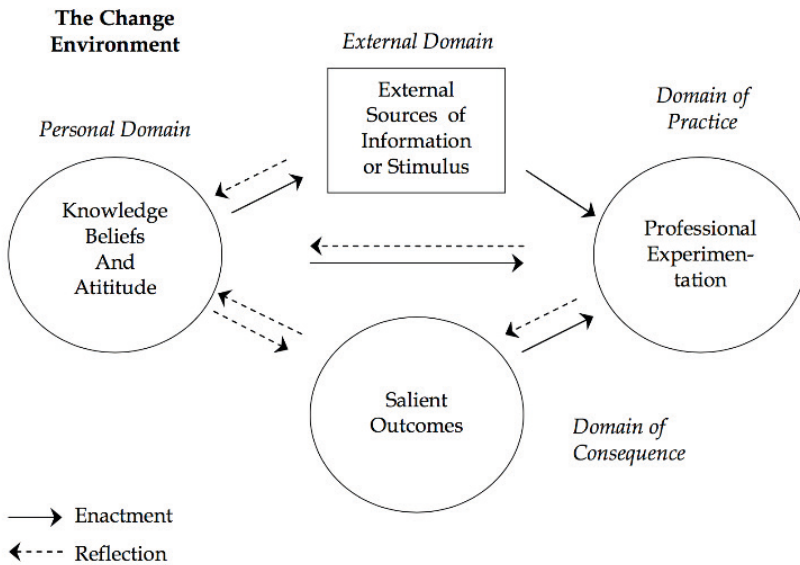 The Change
Environment
External Domain
External
Sources of
Information
or Stimulus
Domain of
Practice
Personal Domain
Knowledge
Beliefs
And
Atititude
Professional
Experimen-
tation
Salient
Outcomes
Domain of
Consequence
Enactment
Reflection